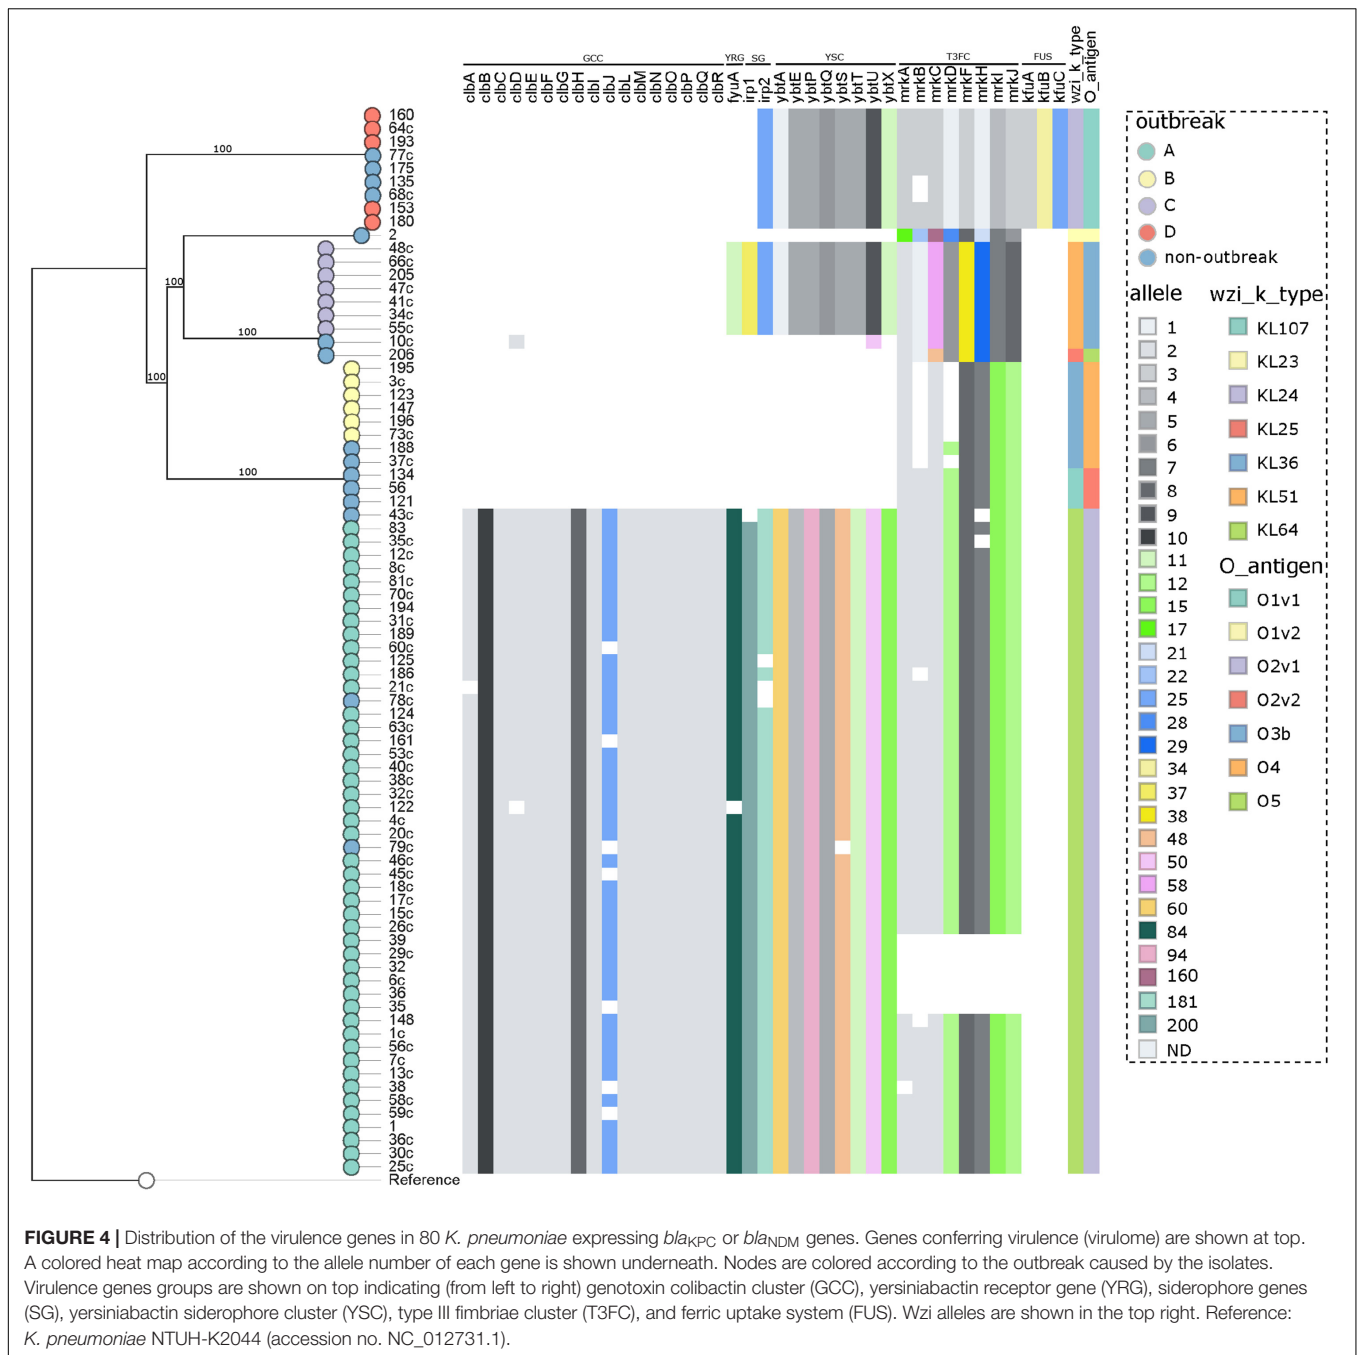 GCC YRG SG YSC T3FC FUS
clbA clbB clbC clbD clbE clbF clbG clbH clbI clbJ clbL clbM clbN clbO clbP clbQ clbR fyuA irp1 irp2 ybtA ybtE ybtP ybtQ ybtS ybtT ybtU ybtX mrkA mrkB mrkC mrkD mrkF mrkH mrkI mrkJ kfuA kfuB kfuC wzi_k_type O_antigen
160
64c
193
100
77c
175
135
68c
153
180
2
48c
66c
205
100
47c
41c
34c
55c
100
10c
206
195
100
3c
123
147
196
73c
188
37c
100
134
56
121
43c
83
35c
12c
8c
81c
70c
194
31c
189
60c
125
186
21c
78c
124
63c
161
53c
40c
38c
32c
122
4c
20c
79c
46c
45c
18c
17c
15c
26c
39
29c
32
6c
36
35
148
1c
56c
7c
13c
38
58c
59c
1
36c
30c
25c
Reference
outbreak
A
B
C
D
non-outbreak
allele
1
2
3
4
5
6
7
8
9
10
11
12
15
17
21
22
25
28
29
34
37
38
48
50
58
60
84
94
160
181
200
ND
wzi_k_type
KL107
KL23
KL24
KL25
KL36
KL51
KL64
O_antigen
O1v1
O1v2
O2v1
O2v2
O3b
O4
O5
FIGURE 4 | Distribution of the virulence genes in 80 K. pneumoniae expressing blaKPC or blaNDM genes. Genes conferring virulence (virulome) are shown at top.
A colored heat map according to the allele number of each gene is shown underneath. Nodes are colored according to the outbreak caused by the isolates.
Virulence genes groups are shown on top indicating (from left to right) genotoxin colibactin cluster (GCC), yersiniabactin receptor gene (YRG), siderophore genes
(SG), yersiniabactin siderophore cluster (YSC), type III fimbriae cluster (T3FC), and ferric uptake system (FUS). Wzi alleles are shown in the top right. Reference:
K. pneumoniae NTUH-K2044 (accession no. NC_012731.1).